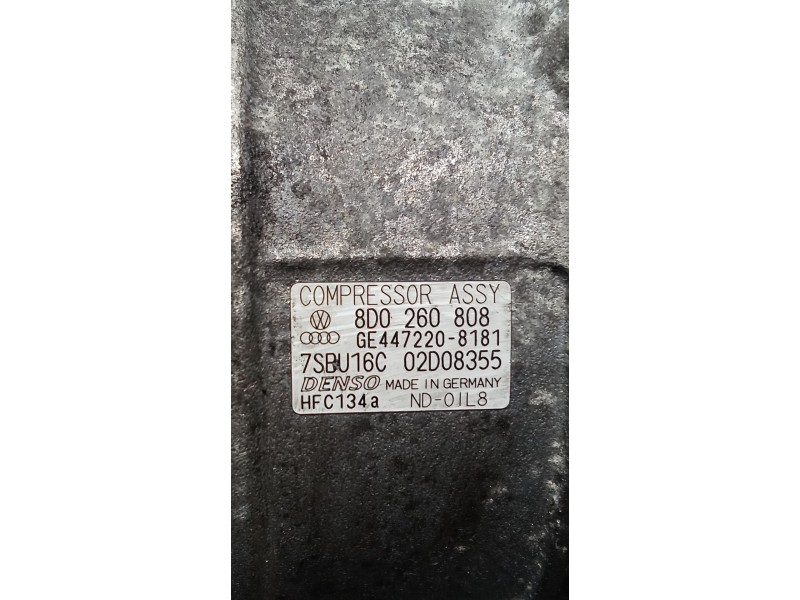 COMPRESSOR ASSY
8D0 260 808
GE447220-8181
7SBU16C 02D08355
DENSO MADE IN GERMANY
HFC134a ND-OIL8